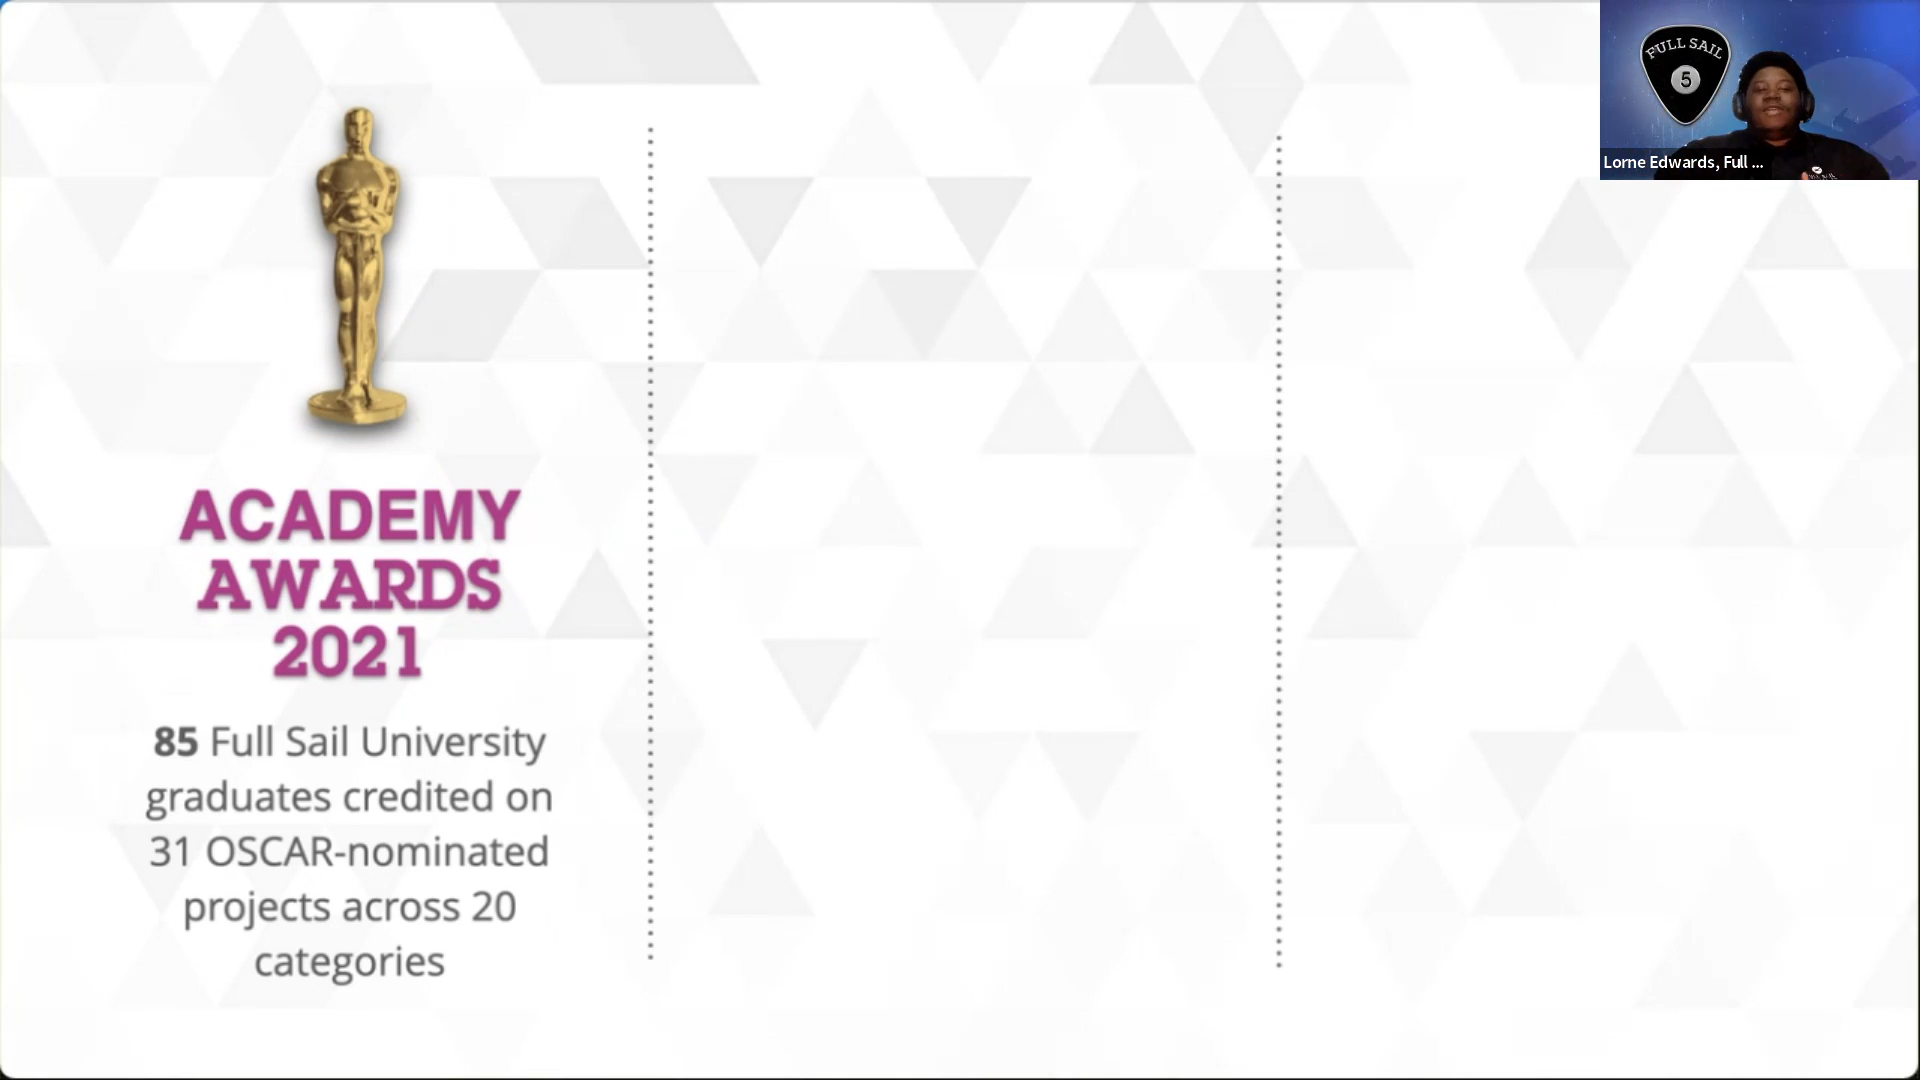 ACADEMY
AWARDS
2021
85 Full Sail University
graduates credited on
31 OSCAR-nominated
projects across 20
categories
FULL SAIL
5
Lorne Edwards, Full ...